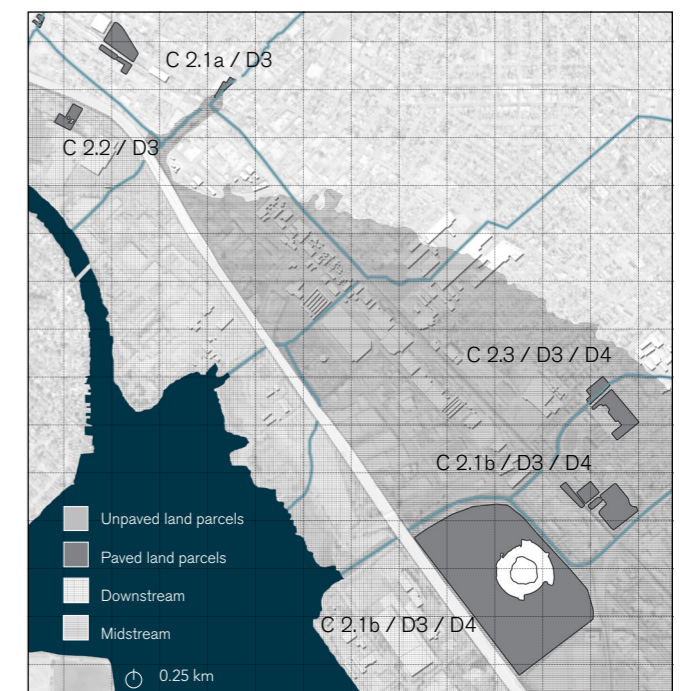 C 2.1a / D3
C 2.2 / D3
C 2.3 / D3 / D4
C 2.1b / D3 / D4
Unpaved land parcels
Paved land parcels
Downstream
C 2.1b / D3 / D4
Midstream
0.25 km